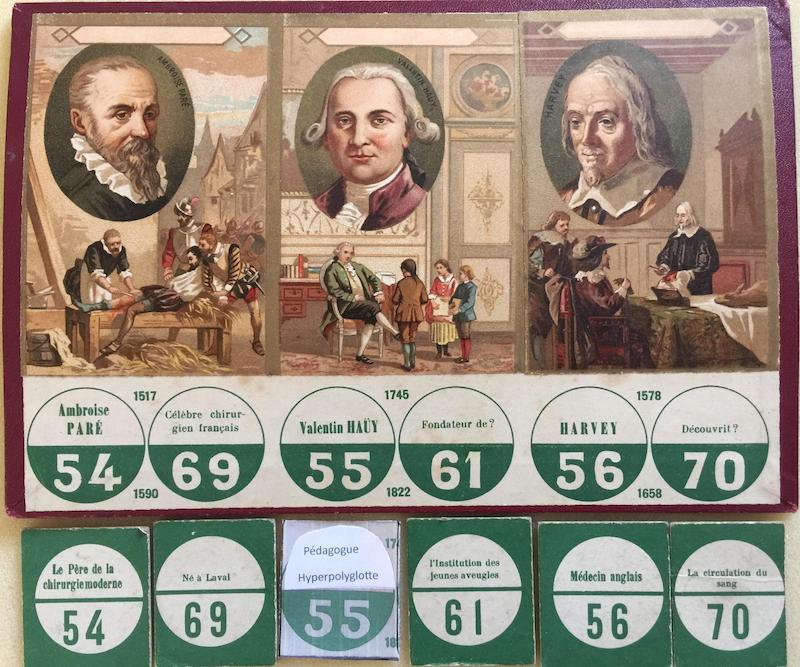 AMBROISE PARÉ
VALENTIN HAÜY
HARVEY
1517
Ambroise
PARÉ
54
Célèbre chirur-
gien français
69
1590
1745
Valentin HAÜY
55
Fondateur de?
61
1822
1578
HARVEY
56
Découvrit?
70
1658
Le Père de la
chirurgie moderne
54
Né à Laval
69
Pédagogue
Hyperpolyglotte
55
l'Institution des
jeunes aveugles
61
Médecin anglais
56
La circulation du
sang
70